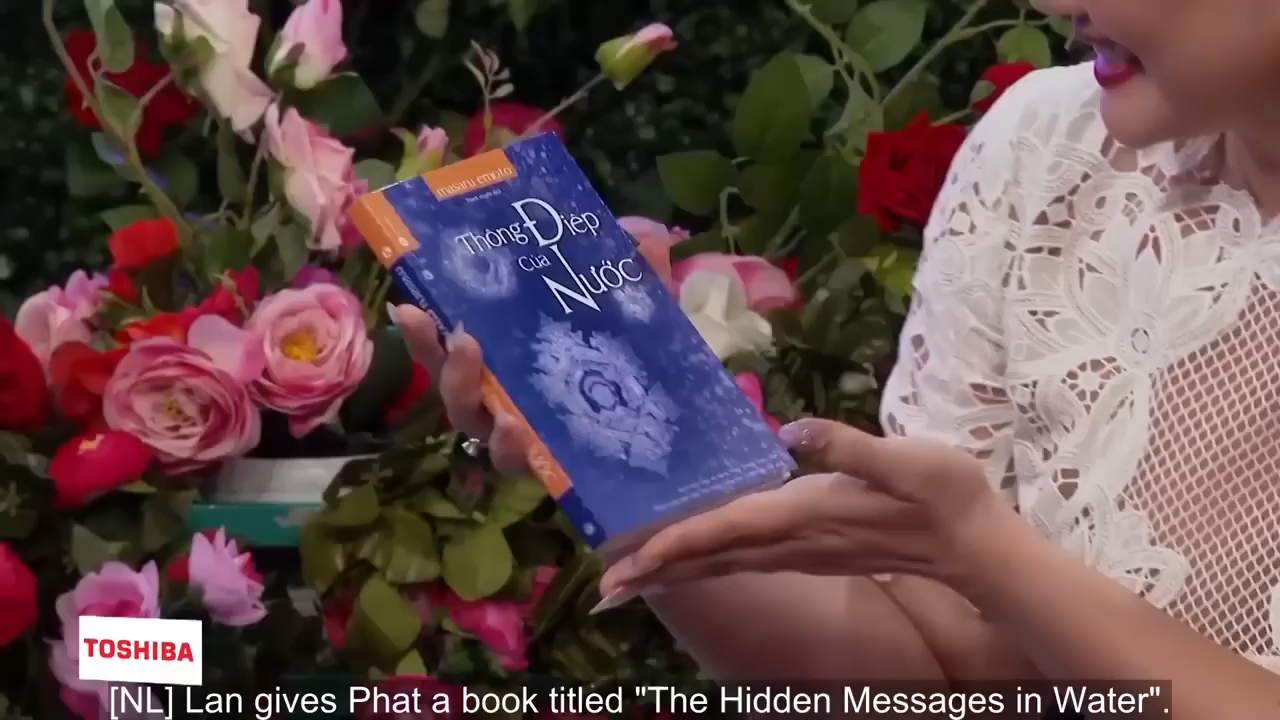 masaru emoto
Thông Điệp
Của
Nước
TOSHIBA
[NL] Lan gives Phat a book titled "The Hidden Messages in Water".